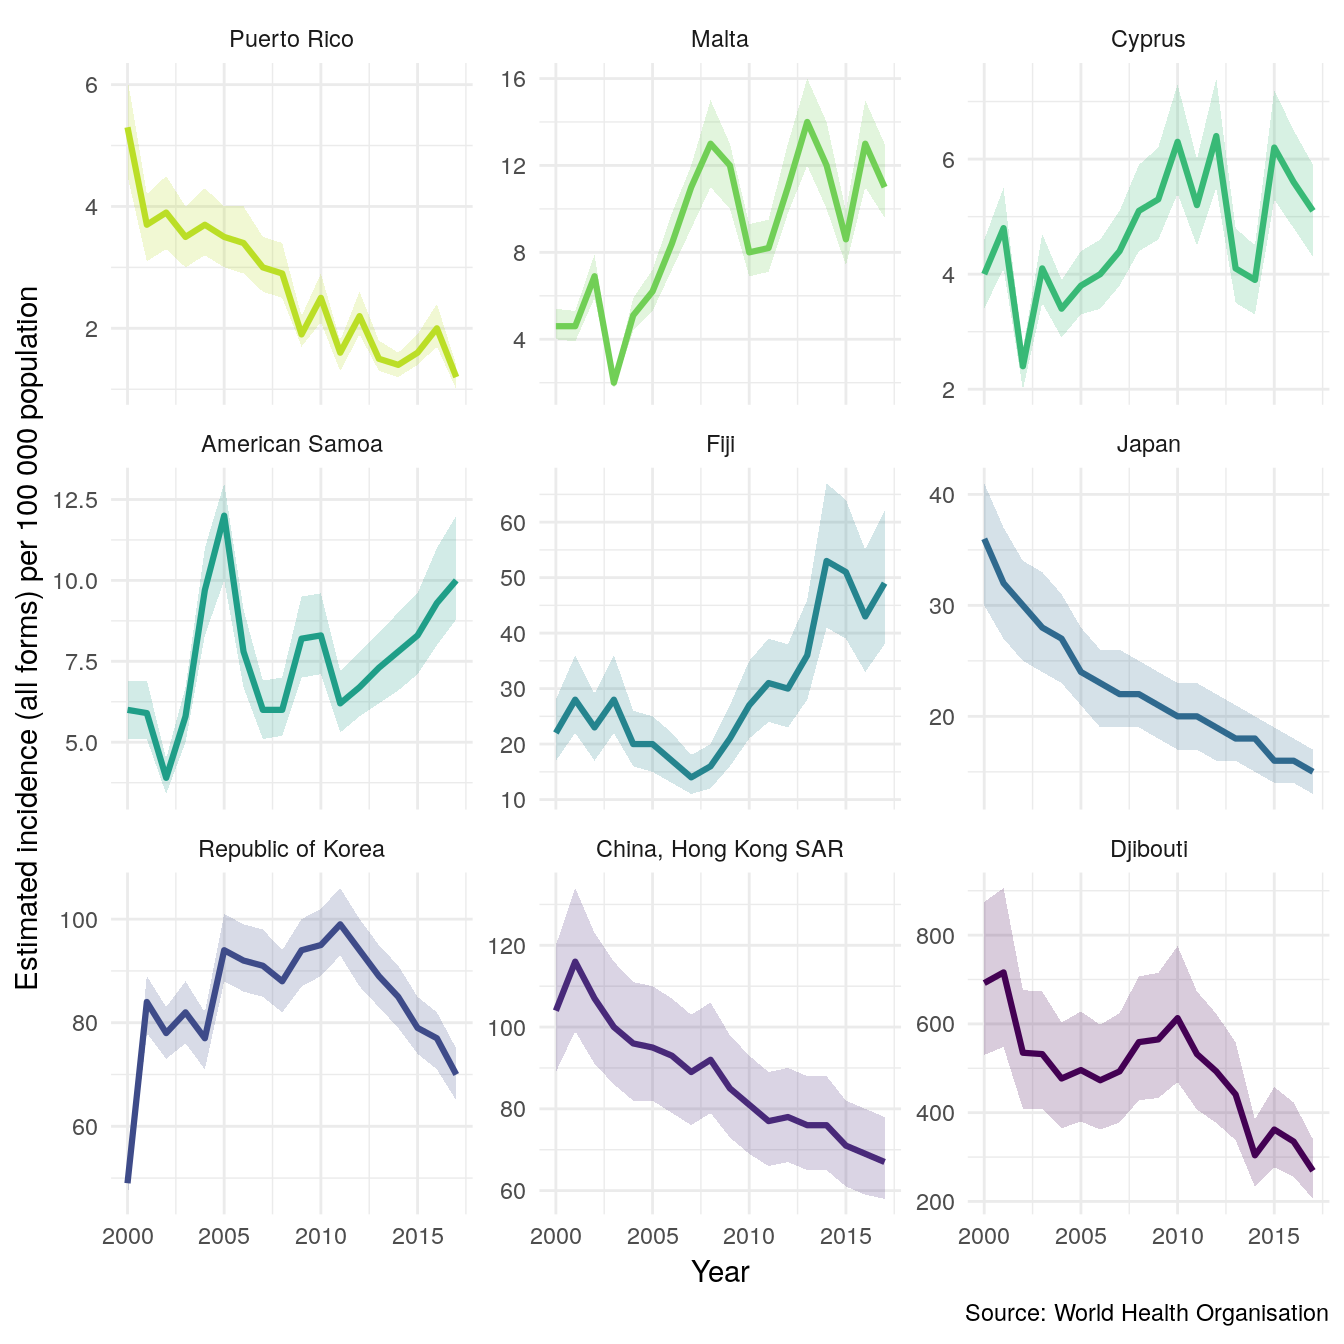 Puerto Rico
Malta
Cyprus
6
4
2
16
12
8
4
6
4
2
American Samoa
Fiji
Japan
12.5
10.0
7.5
5.0
60
50
40
30
20
10
40
30
20
Republic of Korea
China, Hong Kong SAR
Djibouti
100
80
60
120
100
80
60
800
600
400
200
2000 2005 2010 2015
2000 2005 2010 2015
2000 2005 2010 2015
Estimated incidence (all forms) per 100 000 population
Year
Source: World Health Organisation